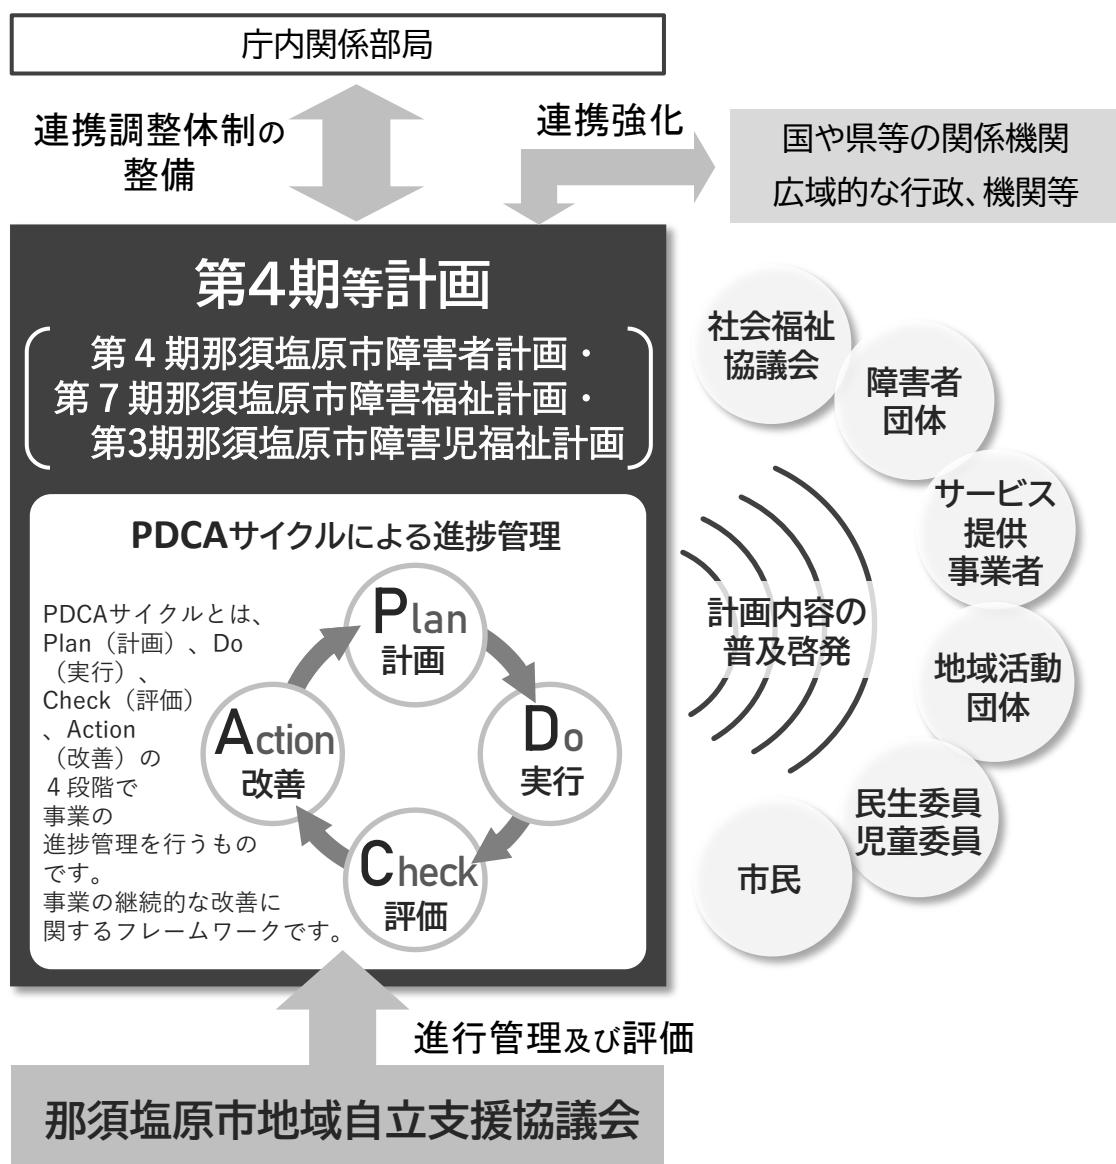 庁内関係部局
連携調整体制の
整備
連携強化
国や県等の関係機関
広域的な行政、機関等
第4期等計画
第４期那須塩原市障害者計画・
第７期那須塩原市障害福祉計画・
第3期那須塩原市障害児福祉計画
PDCAサイクルによる進捗管理
PDCAサイクルとは、
Plan（計画）、Do
（実行）、
Check（評価）
、Action
（改善）の
４段階で
事業の
進捗管理を行うもの
です。
事業の継続的な改善に
関するフレームワークです。
Plan
計画
Do
実行
Check
評価
Action
改善
計画内容の
普及啓発
社会福祉
協議会
障害者
団体
サービス
提供
事業者
地域活動
団体
民生委員
児童委員
市民
進行管理及び評価
那須塩原市地域自立支援協議会